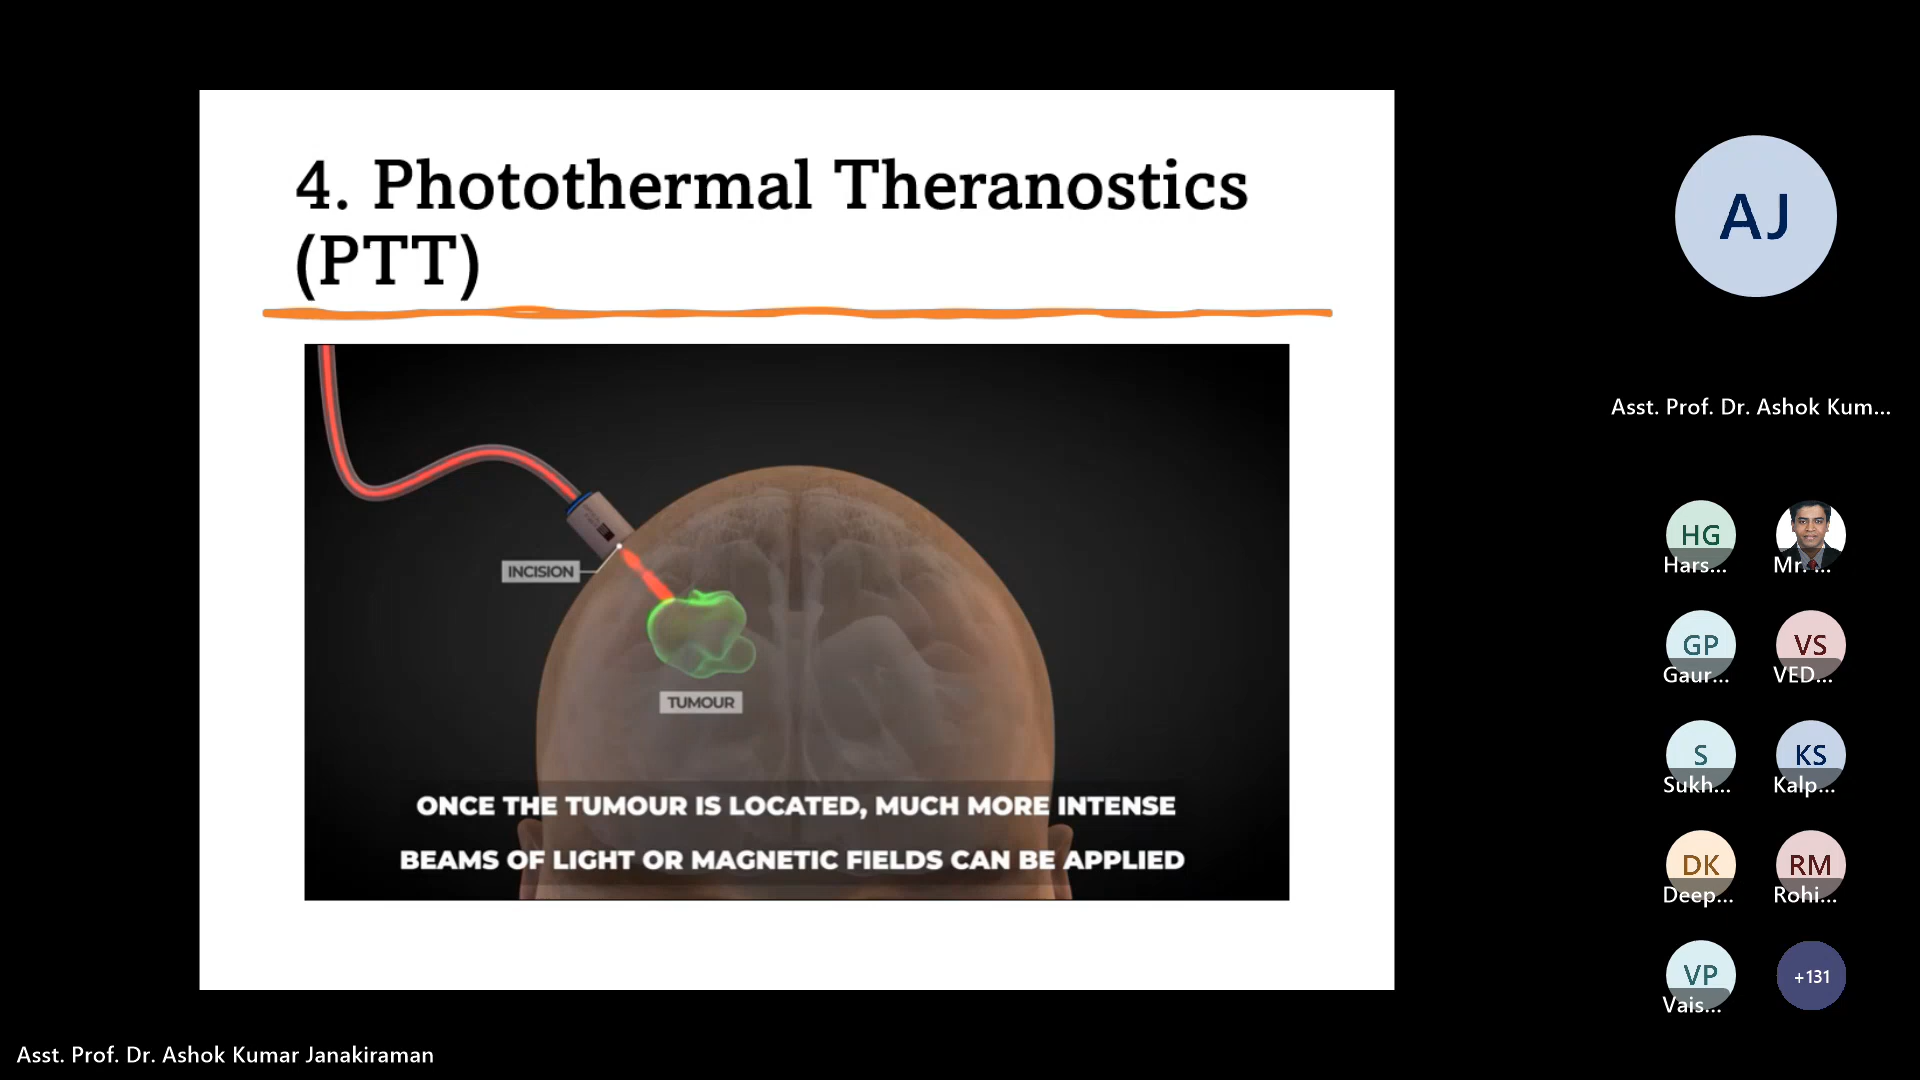 4. Photothermal Theranostics
(PTT)
INCISION
TUMOUR
ONCE THE TUMOUR IS LOCATED, MUCH MORE INTENSE
BEAMS OF LIGHT OR MAGNETIC FIELDS CAN BE APPLIED
AJ
Asst. Prof. Dr. Ashok Kum...
HG
Hars...
Mr. ...
GP
Gaur...
VS
VED...
S
Sukh...
KS
Kalp...
DK
Deep...
RM
Rohi...
VP
Vais...
+131
Asst. Prof. Dr. Ashok Kumar Janakiraman